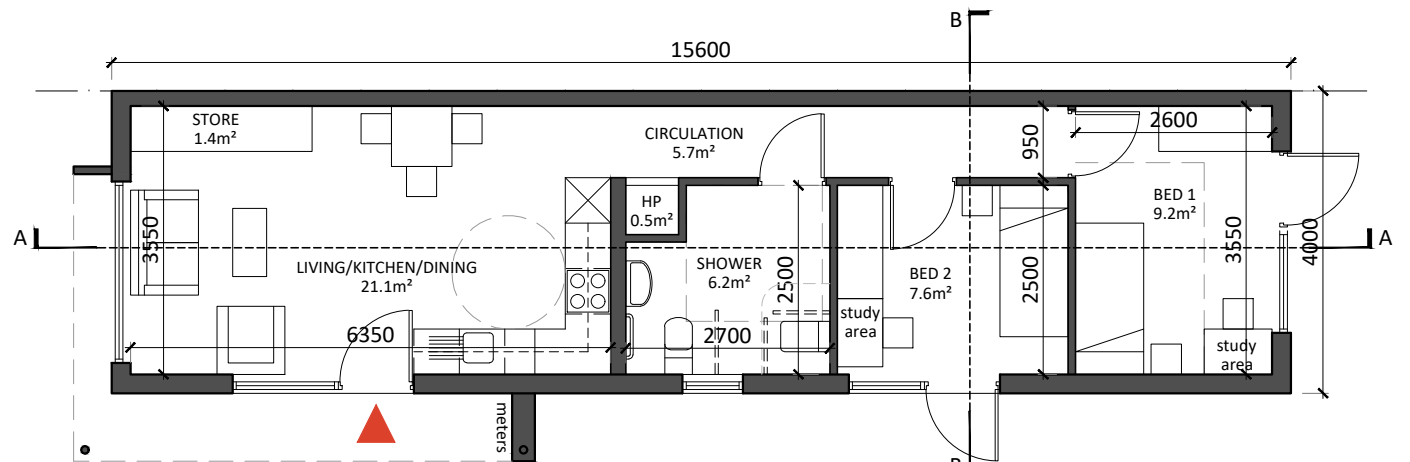 B
15600
STORE
1.4m²
CIRCULATION
5.7m²
950
2600
HP
0.5m²
BED 1
9.2m²
A
3550
LIVING/KITCHEN/DINING
21.1m²
SHOWER
6.2m²
2500
BED 2
7.6m²
2500
3550
4000
A
study
area
6350
2700
study
area
meters
B